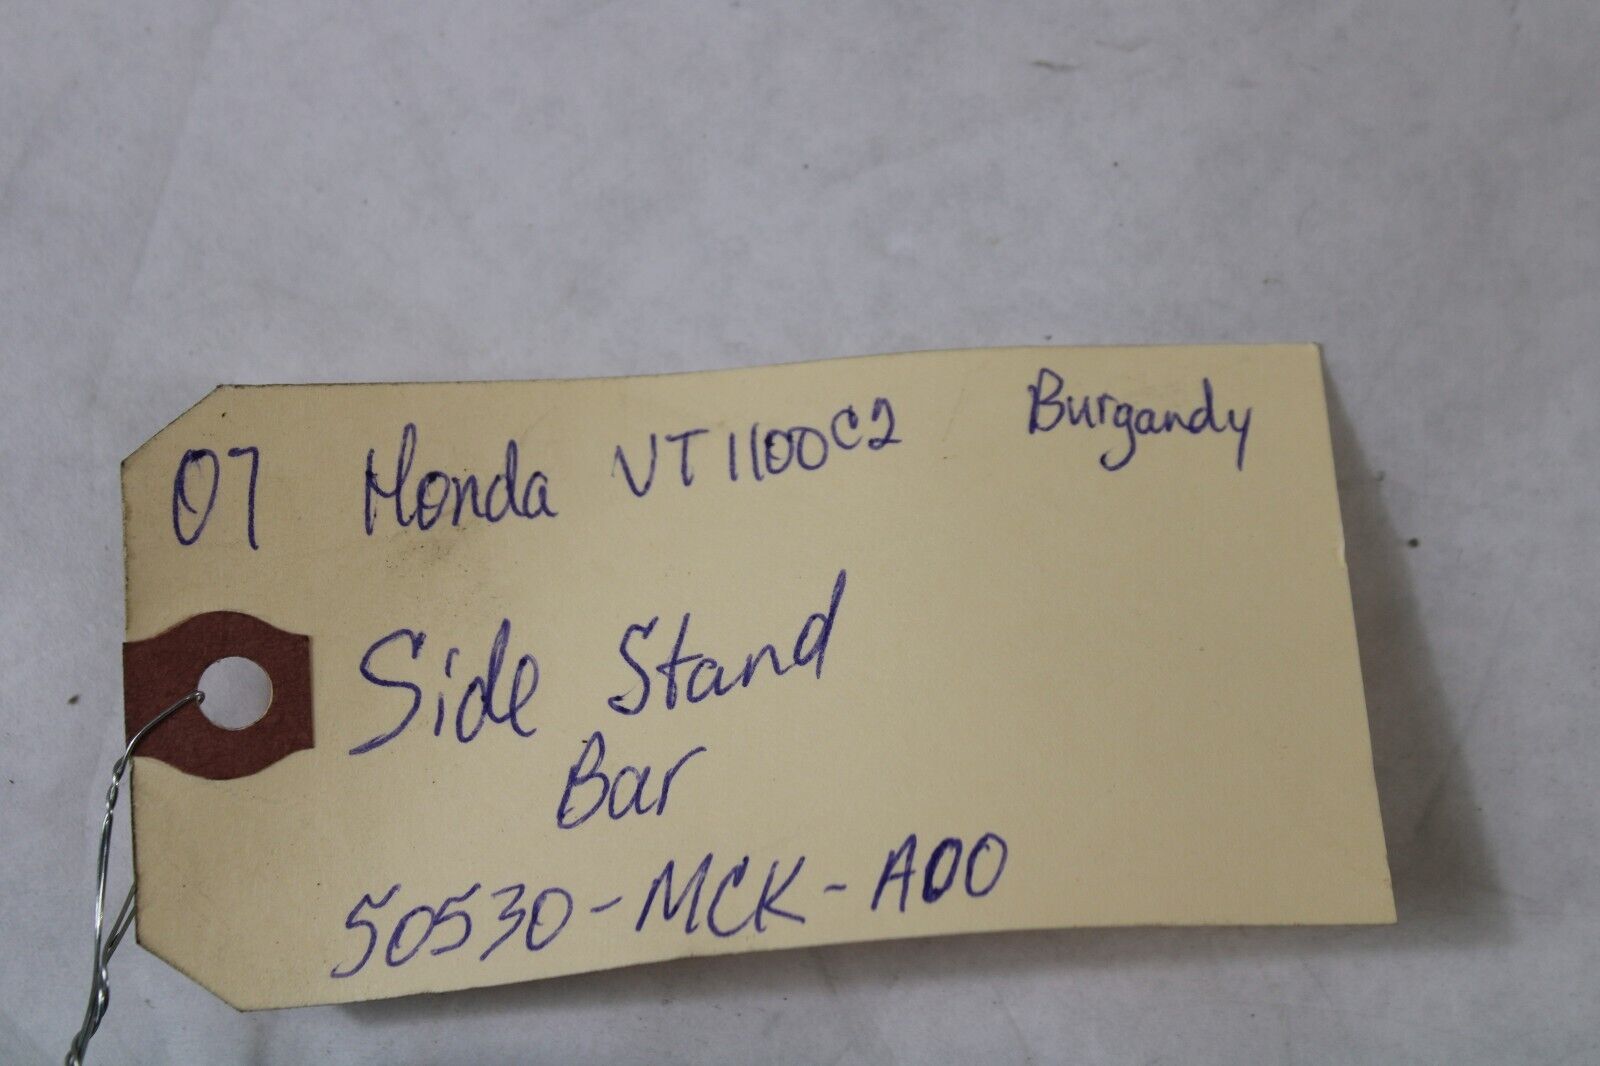 07 Honda VT1100C2 Burgandy
Side Stand
Bar
50530-MCK-A00